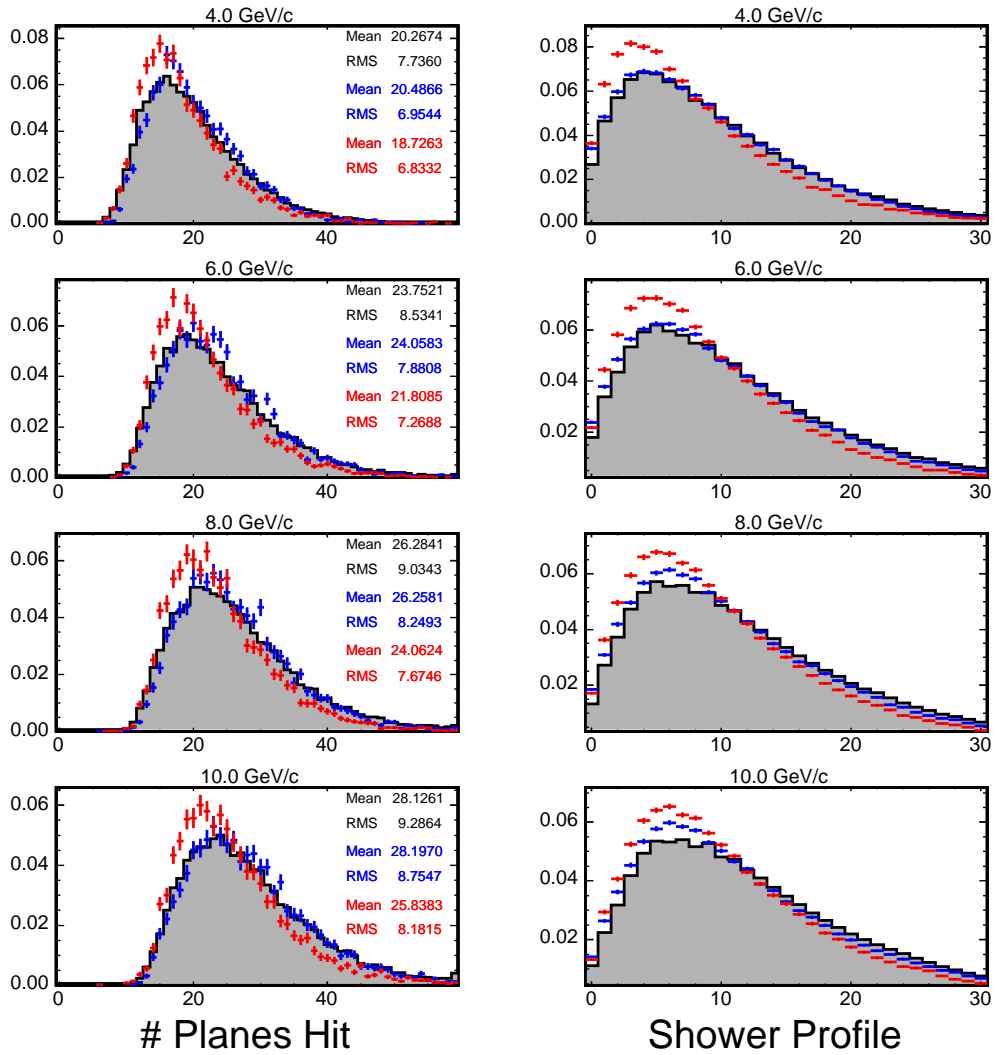 4.0 GeV/c
0.08
0.06
0.04
0.02
0.00
0 20 40
Mean 20.2674
RMS 7.7360
Mean 20.4866
RMS 6.9544
Mean 18.7263
RMS 6.8332
4.0 GeV/c
0.08
0.06
0.04
0.02
0.00
0 10 20 30
6.0 GeV/c
0.06
0.04
0.02
0.00
0 20 40
Mean 23.7521
RMS 8.5341
Mean 24.0583
RMS 7.8808
Mean 21.8085
RMS 7.2688
6.0 GeV/c
0.06
0.04
0.02
0 10 20 30
8.0 GeV/c
0.06
0.04
0.02
0.00
0 20 40
Mean 26.2841
RMS 9.0343
Mean 26.2581
RMS 8.2493
Mean 24.0624
RMS 7.6746
8.0 GeV/c
0.06
0.04
0.02
0 10 20 30
10.0 GeV/c
0.06
0.04
0.02
0.00
0 20 40
Mean 28.1261
RMS 9.2864
Mean 28.1970
RMS 8.7547
Mean 25.8383
RMS 8.1815
10.0 GeV/c
0.06
0.04
0.02
0 10 20 30
# Planes Hit
Shower Profile